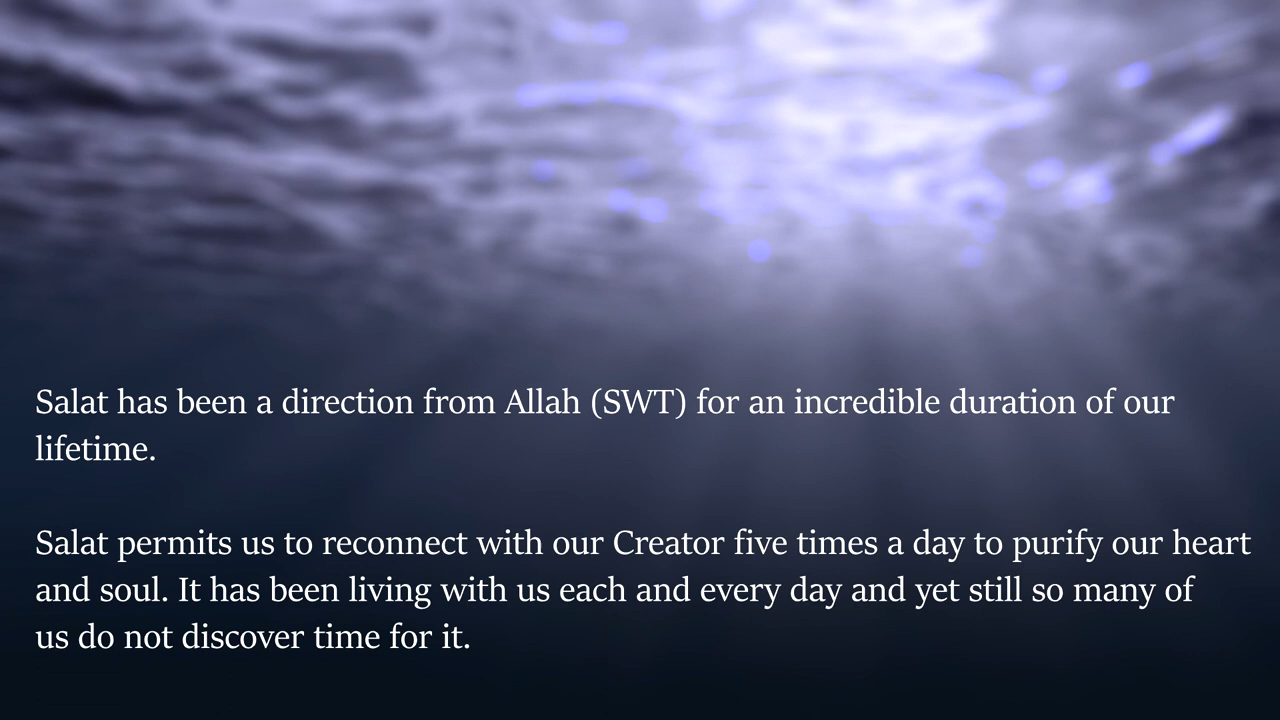 Salat has been a direction from Allah (SWT) for an incredible duration of our
lifetime.
Salat permits us to reconnect with our Creator five times a day to purify our heart
and soul. It has been living with us each and every day and yet still so many of
us do not discover time for it.